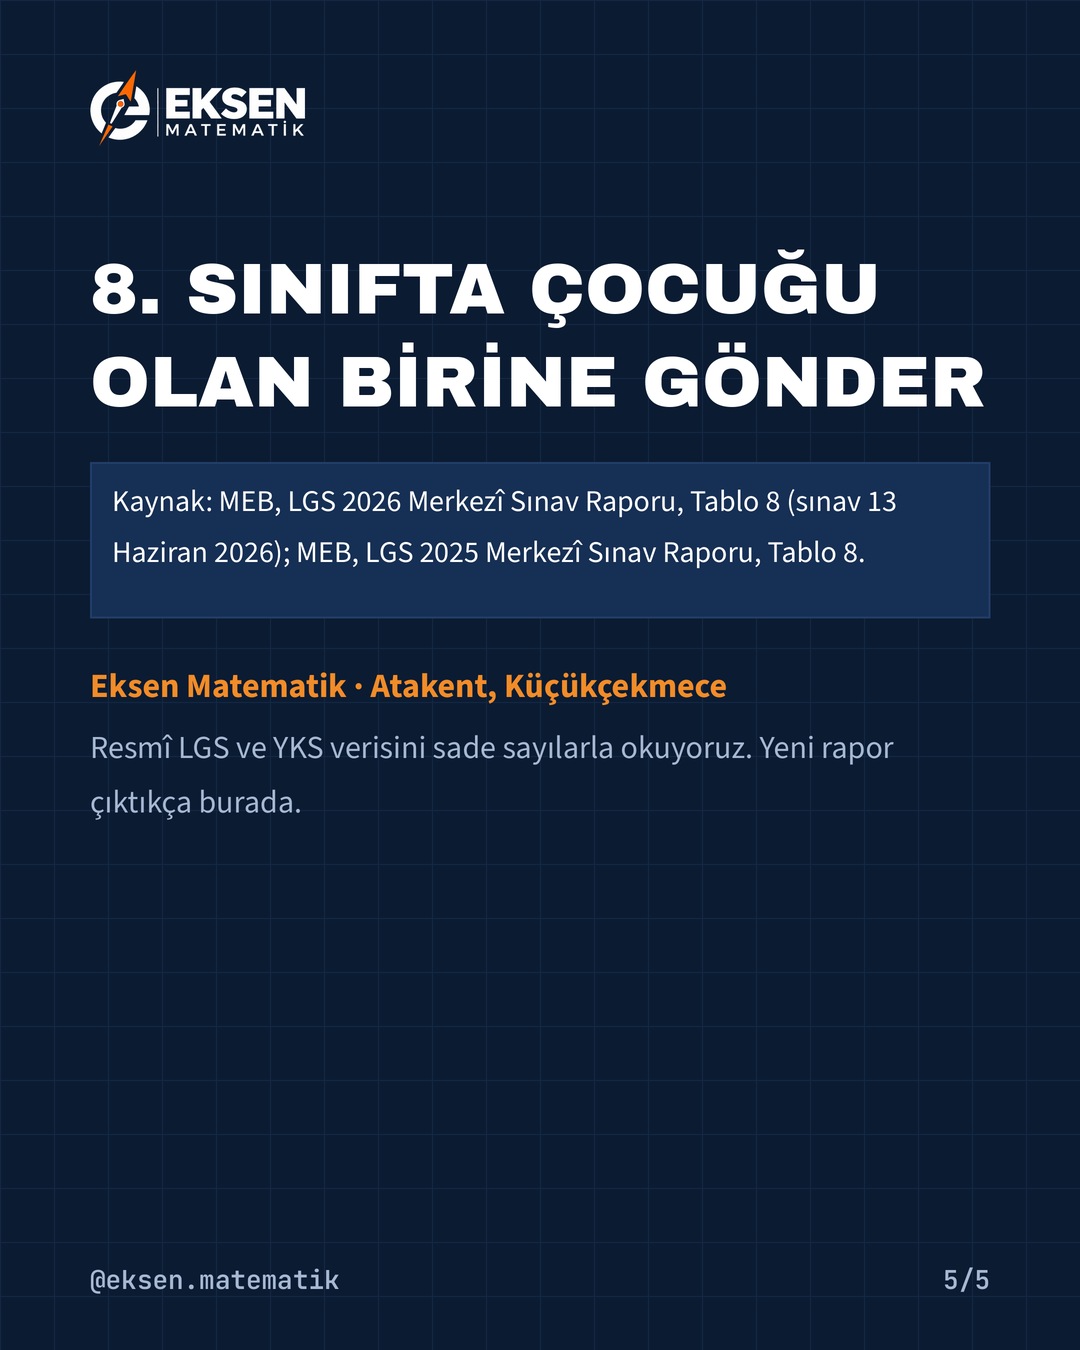 EKSEN
MATEMATİK
8. SINIFTA ÇOCUĞU
OLAN BİRİNE GÖNDER
Kaynak: MEB, LGS 2026 Merkezî Sınav Raporu, Tablo 8 (sınav 13
Haziran 2026); MEB, LGS 2025 Merkezî Sınav Raporu, Tablo 8.
Eksen Matematik · Atakent, Küçükçekmece
Resmî LGS ve YKS verisini sade sayılarla okuyoruz. Yeni rapor
çıktıkça burada.
@eksen.matematik
5/5